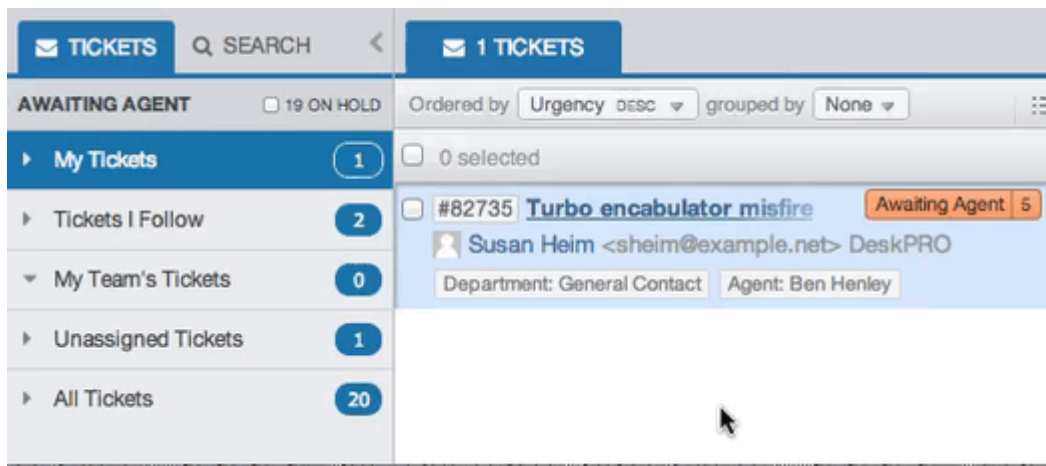 TICKETS
SEARCH
AWAITING AGENT 19 ON HOLD
My Tickets 1
Tickets I Follow 2
My Team's Tickets 0
Unassigned Tickets 1
All Tickets 20
1 TICKETS
Ordered by Urgency DESC grouped by None
0 selected
#82735 Turbo encabulator misfire Awaiting Agent 5
Susan Heim <sheim@example.net> DeskPRO
Department: General Contact Agent: Ben Henley